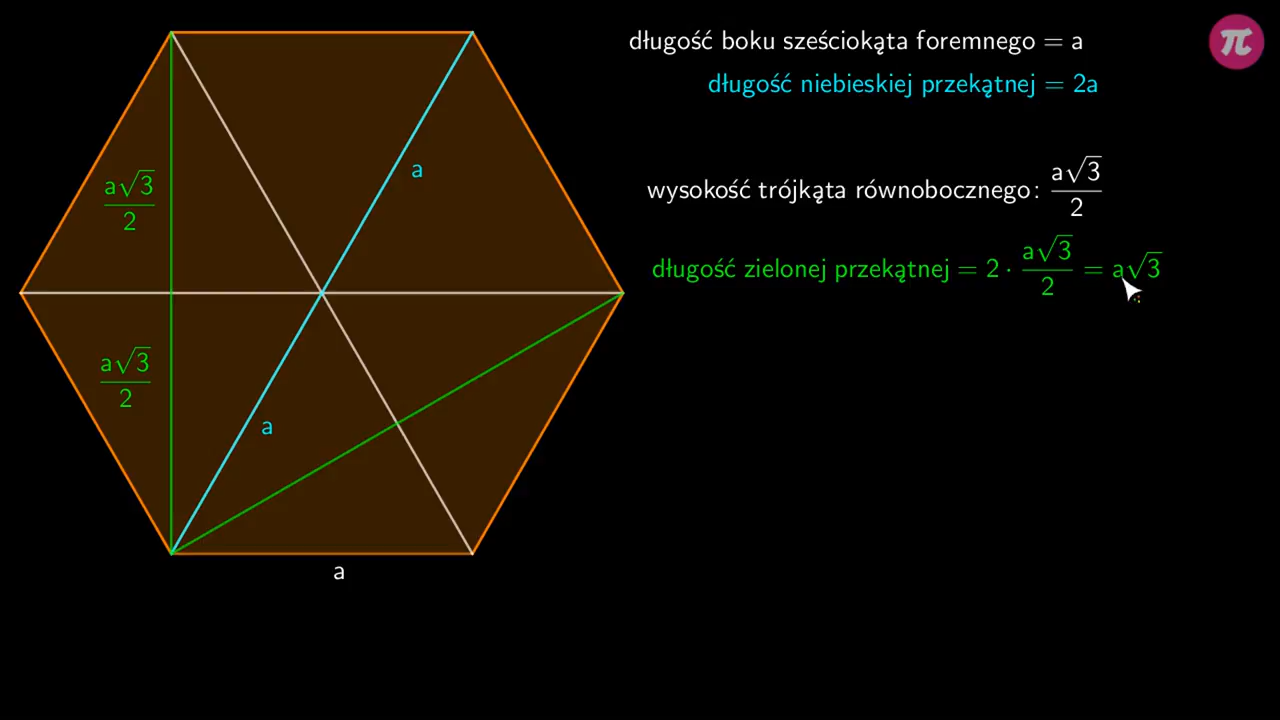 długość boku sześciokąta foremnego = a
długość niebieskiej przekątnej = 2a
a
a√3/2
wysokość trójkąta równobocznego: a√3/2
długość zielonej przekątnej = 2 · a√3/2 = a√3
a√3/2
a
a
π